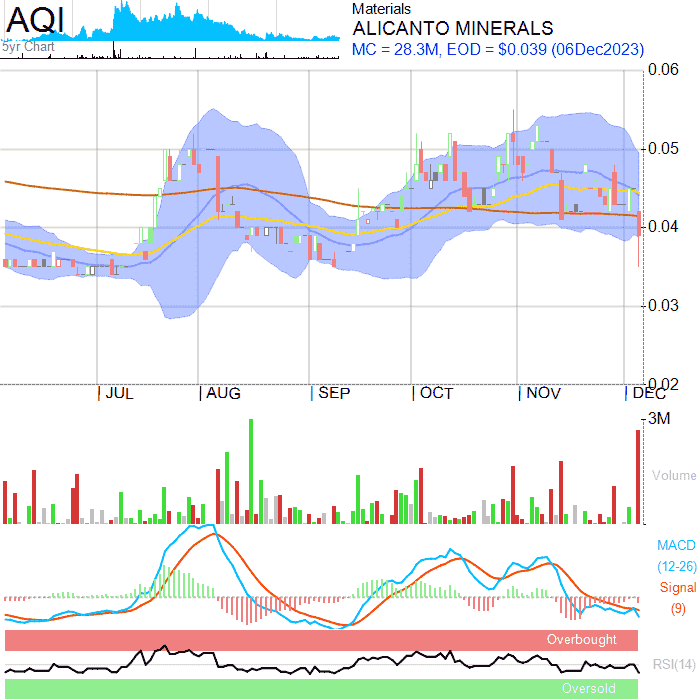 AQI
5yr Chart
Materials
ALICANTO MINERALS
MC = 28.3M, EOD = $0.039 (06Dec2023)
0.06
0.05
0.04
0.03
0.02
JUL
AUG
SEP
OCT
NOV
DEC
3M
Volume
MACD
(12-26)
Signal
(9)
Overbought
RSI(14)
Oversold